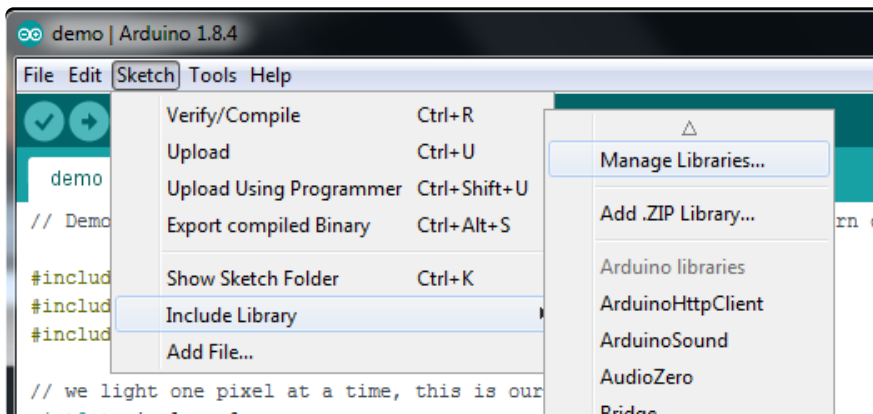 demo | Arduino 1.8.4
File Edit Sketch Tools Help
Verify/Compile Ctrl+R
Upload Ctrl+U
Upload Using Programmer Ctrl+Shift+U
Export compiled Binary Ctrl+Alt+S
Show Sketch Folder Ctrl+K
Include Library
Add File...
Manage Libraries...
Add .ZIP Library...
Arduino libraries
ArduinoHttpClient
ArduinoSound
AudioZero
Bridge
demo
// Demo
#includ
#includ
#includ
// we light one pixel at a time, this is our